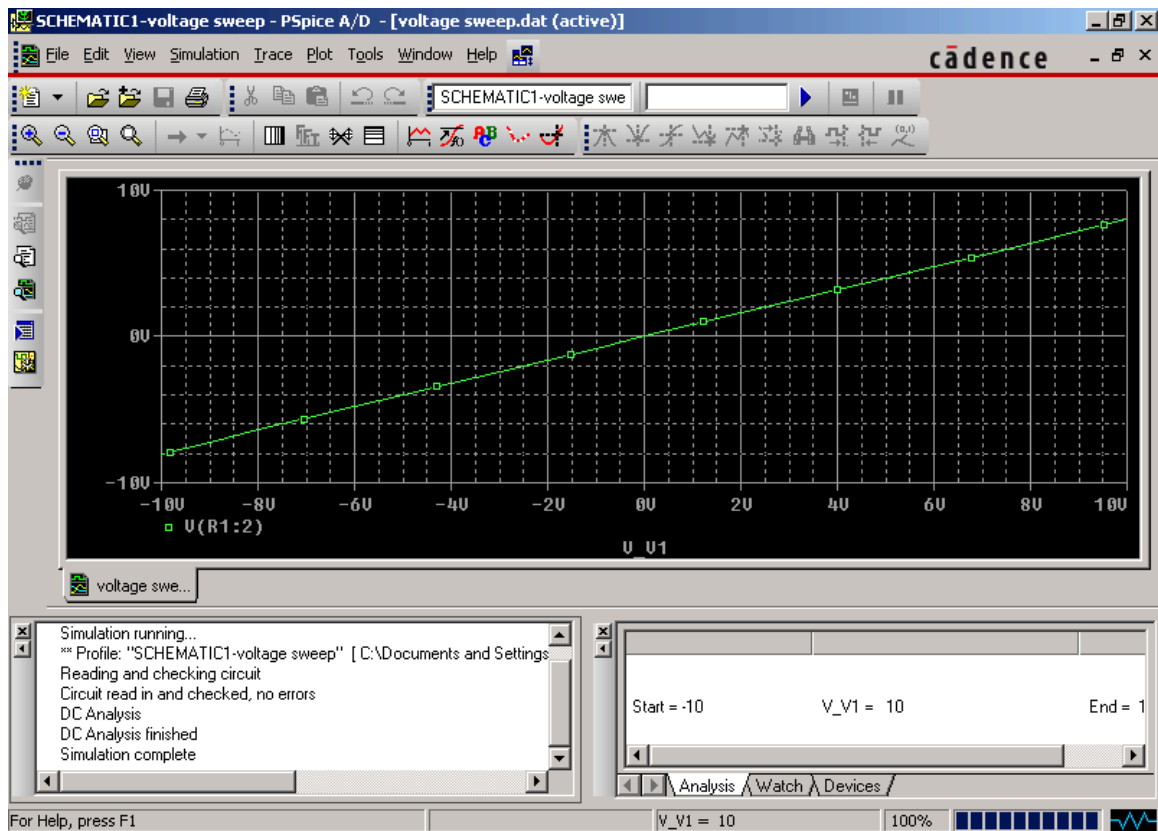 SCHEMATIC1-voltage sweep - PSpice A/D - [voltage sweep.dat (active)]
File Edit View Simulation Trace Plot Tools Window Help
cādence
SCHEMATIC1-voltage swe
10V
0V
-10V
-10V -8V -6V -4V -2V 0V 2V 4V 6V 8V 10V
V(R1:2)
V_V1
voltage swe...
Simulation running...
** Profile: "SCHEMATIC1-voltage sweep" [ C:\Documents and Settings
Reading and checking circuit
Circuit read in and checked, no errors
DC Analysis
DC Analysis finished
Simulation complete
Start = -10 V_V1 = 10 End = 1
Analysis Watch Devices
For Help, press F1 V_V1 = 10 100%